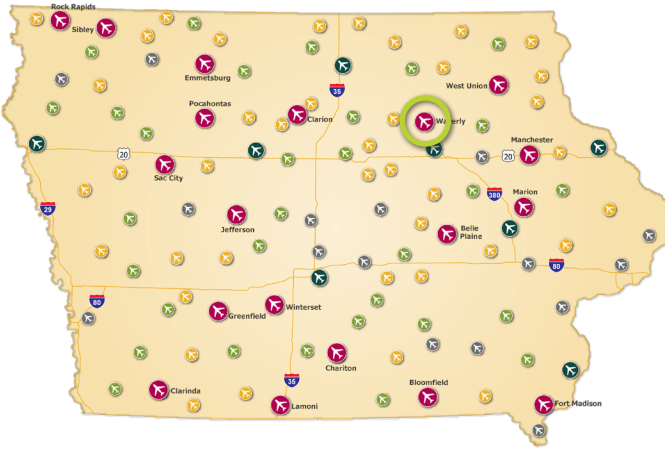 Rock Rapids
Sibley
Emmetsburg
35
West Union
Pocahontas
Clarion
Waverly
20
Manchester
20
Sac City
380
Marion
29
Jefferson
Belle
Plaine
80
80
Winterset
Greenfield
Chariton
35
Clarinda
Bloomfield
Lamoni
Fort Madison